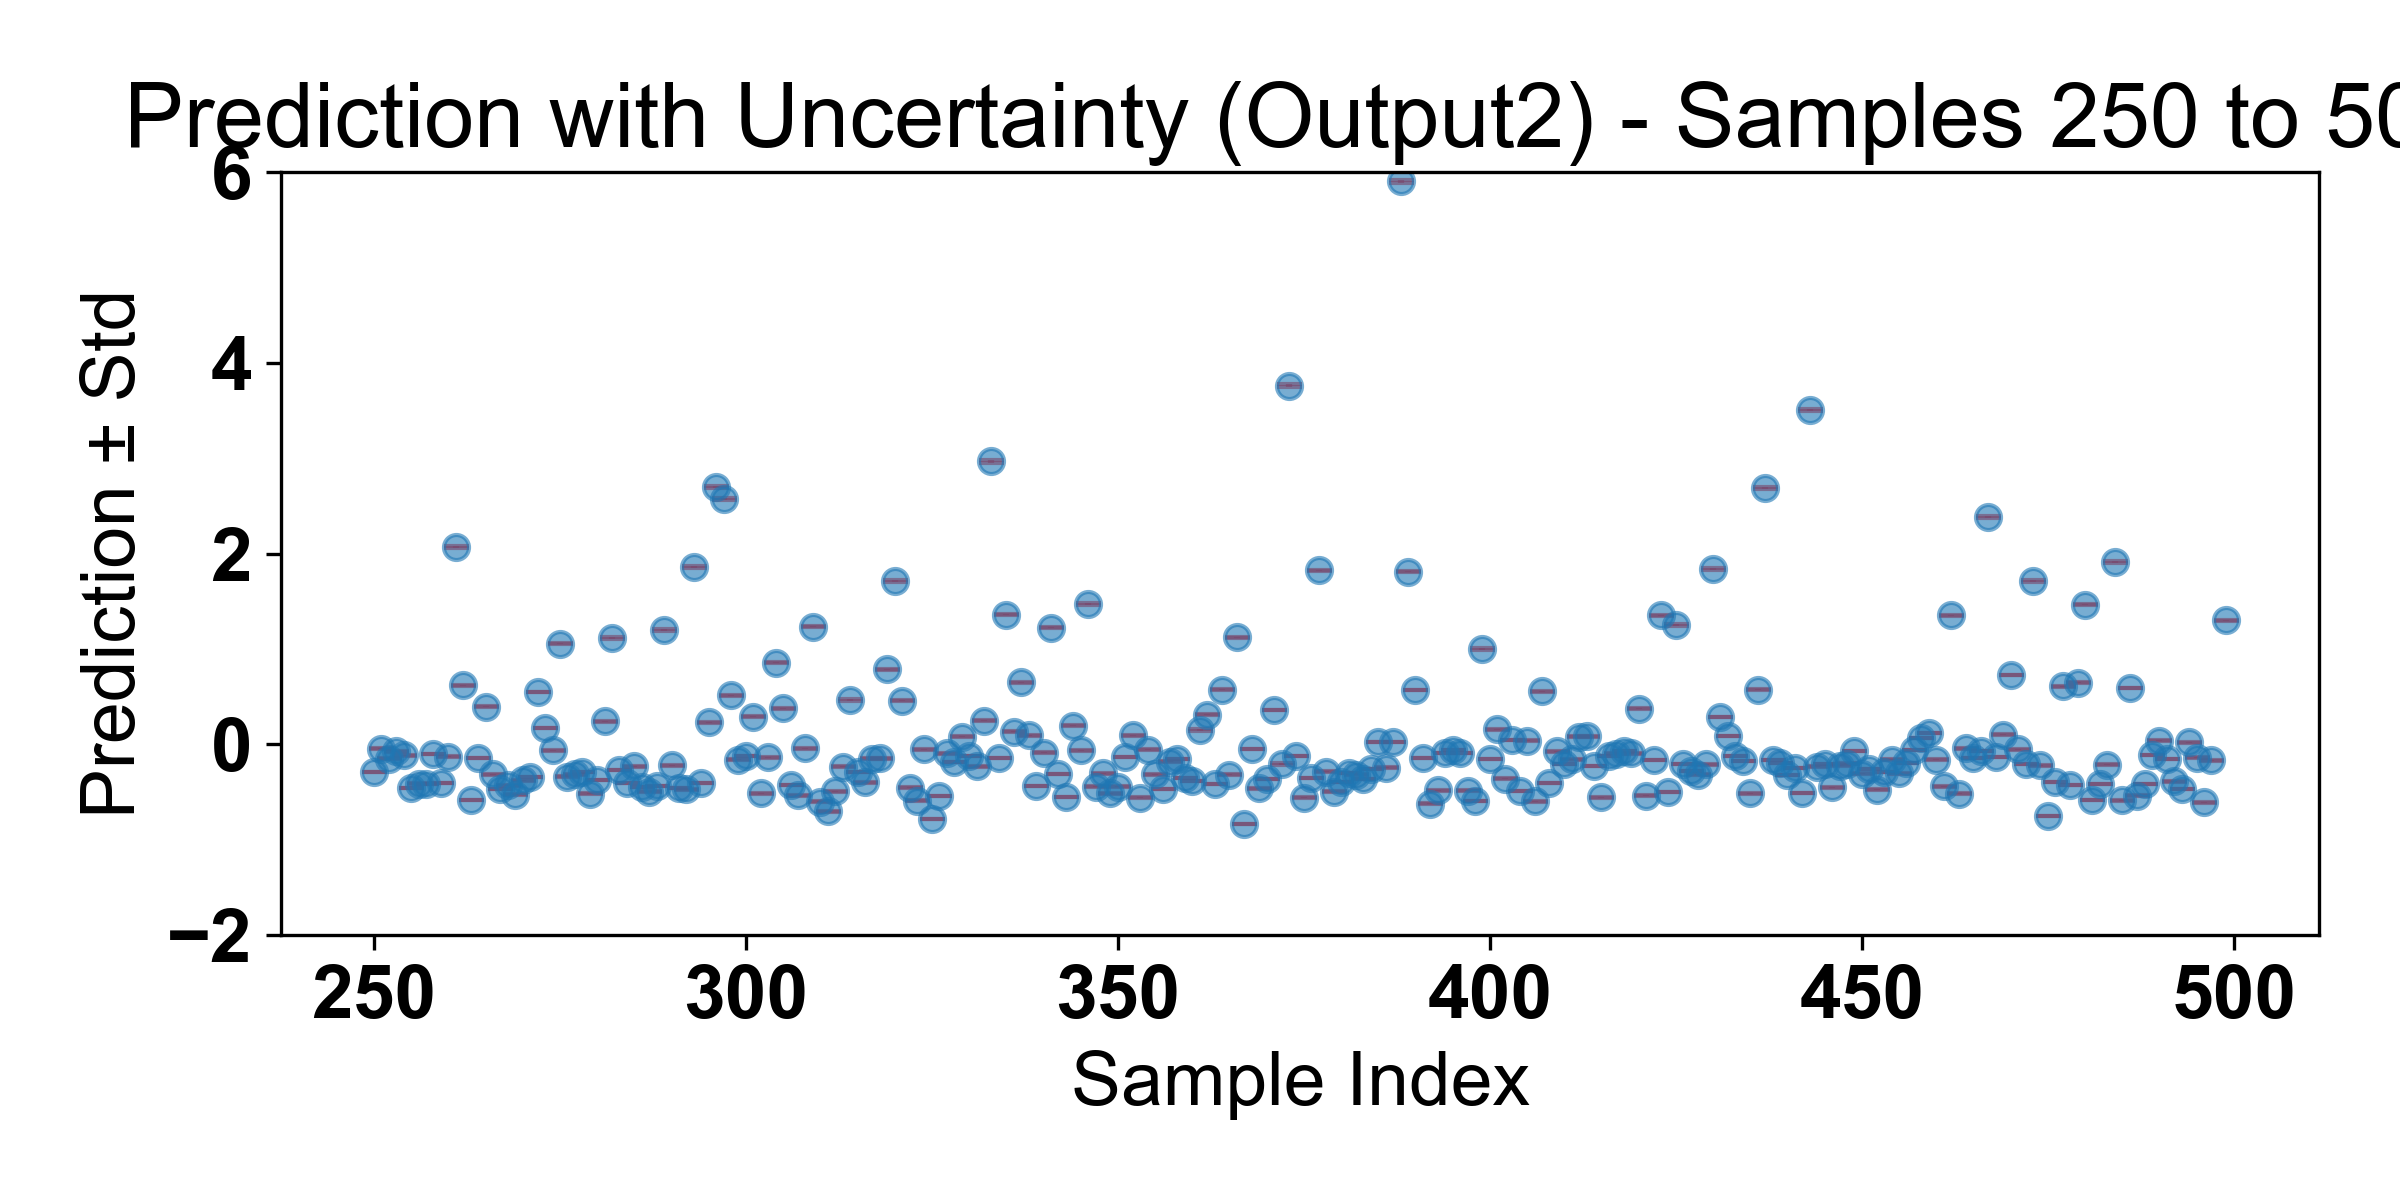 Prediction with Uncertainty (Output2) - Samples 250 to 50
6
4
2
0
−2
Prediction ± Std
250 300 350 400 450 500
Sample Index